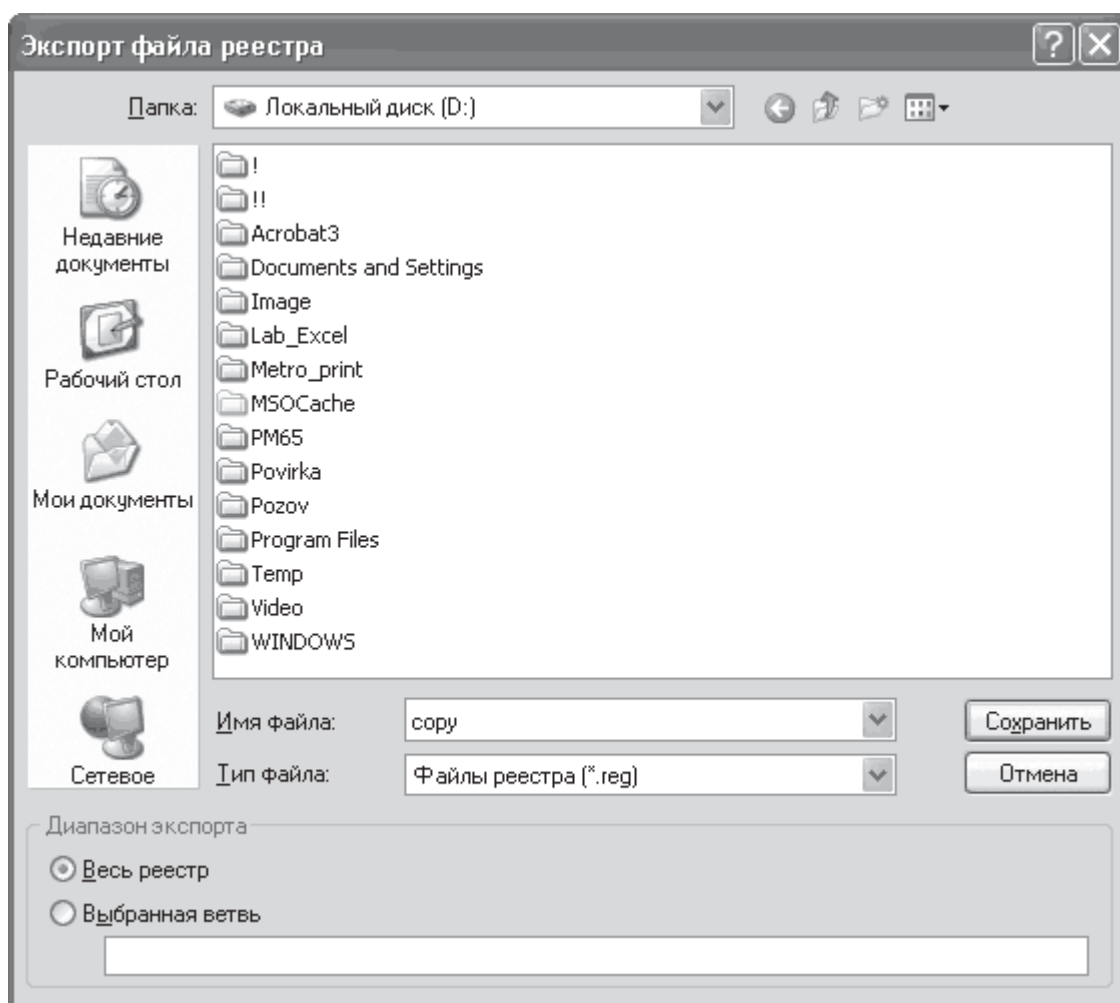 Экспорт файла реестра
Папка: Локальный диск (D:)
Недавние
документы
Рабочий стол
Мои документы
Мой
компьютер
Сетевое
!
!!
Acrobat3
Documents and Settings
Image
Lab_Excel
Metro_print
MSOCache
PM65
Povirka
Pozov
Program Files
Temp
Video
WINDOWS
Имя файла: copy Сохранить
Тип файла: Файлы реестра (*.reg) Отмена
Диапазон экспорта
Весь реестр
Выбранная ветвь